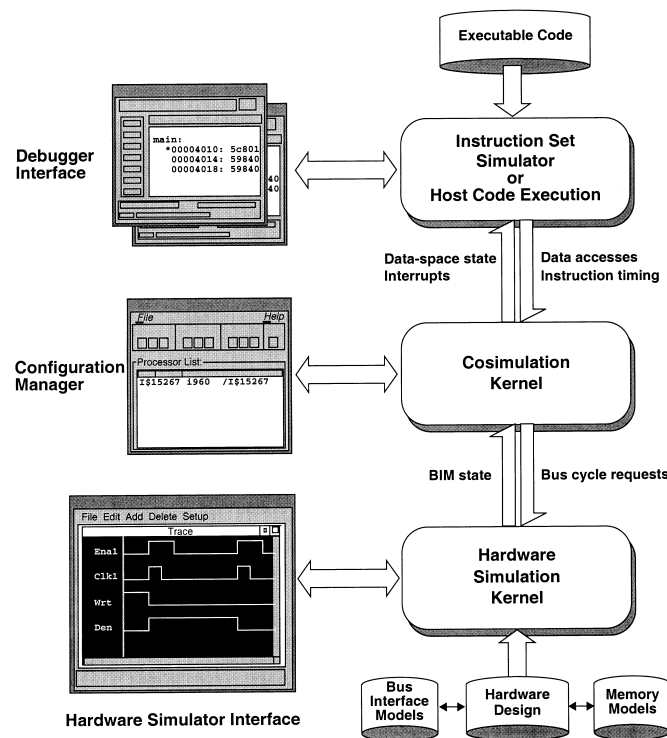 Executable Code
Instruction Set
Simulator
or
Host Code Execution
Debugger
Interface
main:
*00004010: 5c801
00004014: 59840
00004018: 59840
40
40
Data-space state
Interrupts
Data accesses
Instruction timing
Configuration
Manager
File Help
Processor List:
I$15267 i960 /I$15267
Cosimulation
Kernel
BIM state
Bus cycle requests
File Edit Add Delete Setup
Trace
Ena1
Clk1
Wrt
Den
Hardware
Simulation
Kernel
Hardware Simulator Interface
Bus
Interface
Models
Hardware
Design
Memory
Models